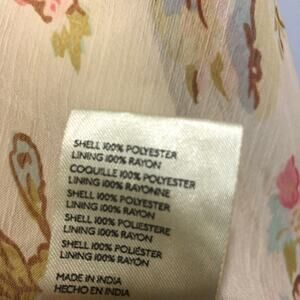 SHELL 100% POLYESTER
LINING 100% RAYON
COQUILLE 100% POLYESTER
LINING 100% RAYONNE
SHELL 100% POLYESTER
LINING 100% RAYON
SHELL 100% POLIESTERE
LINING 100% RAYON
SHELL 100% POLIÉSTER
LINING 100% RAYÓN
MADE IN INDIA
HECHO EN INDIA